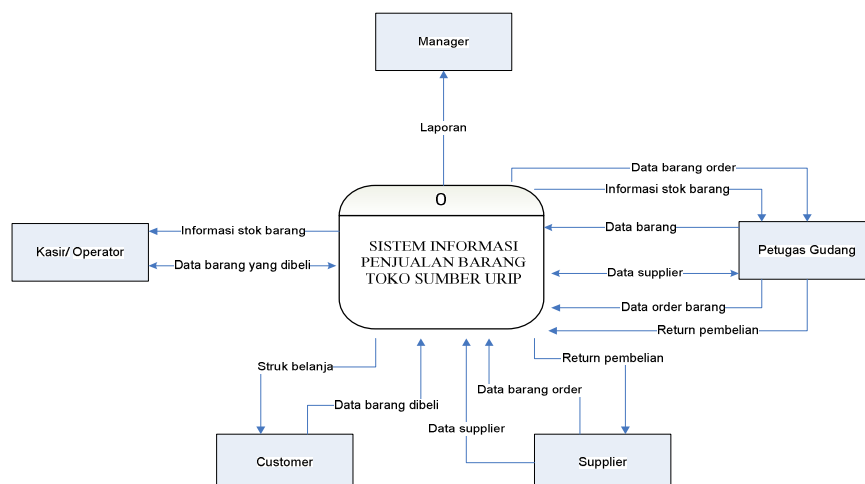 Manager
Laporan
Data barang order
0
Informasi stok barang
Informasi stok barang
Data barang
Kasir/ Operator
SISTEM INFORMASI
PENJUALAN BARANG
TOKO SUMBER URIP
Petugas Gudang
Data barang yang dibeli
Data supplier
Data order barang
Return pembelian
Struk belanja
Return pembelian
Data barang order
Data barang dibeli
Data supplier
Customer
Supplier